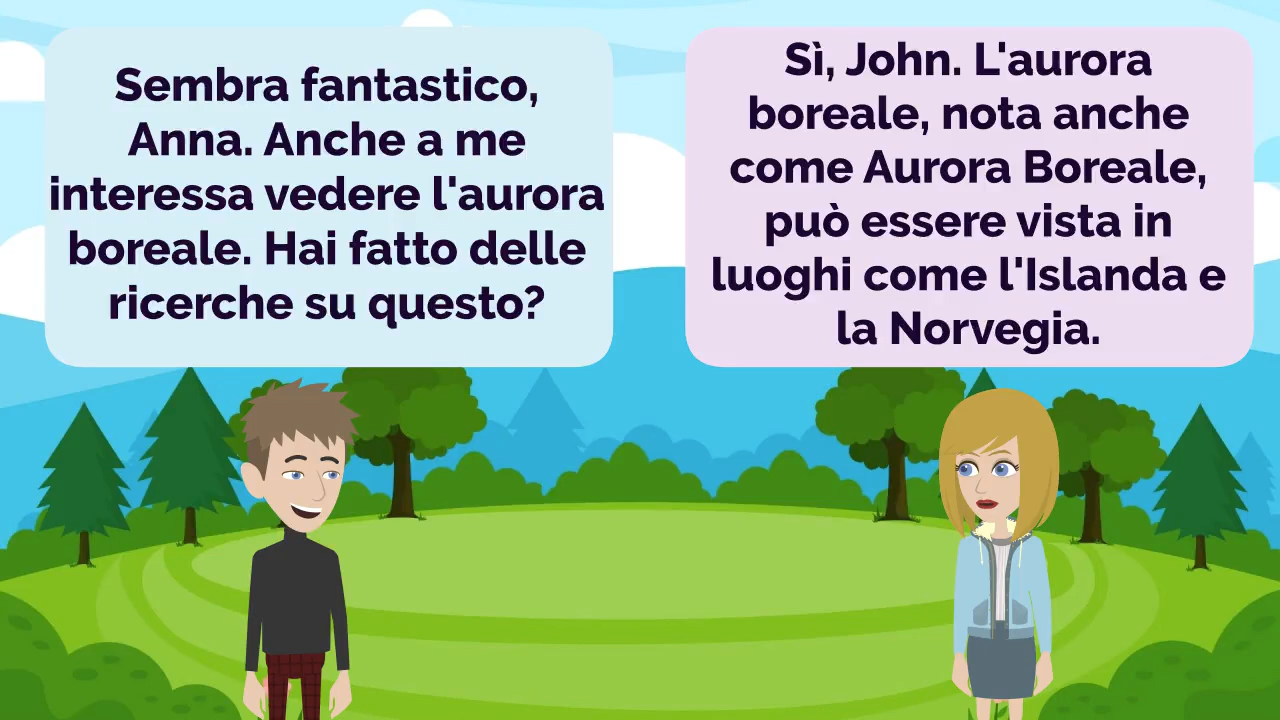 Sembra fantastico,
Anna. Anche a me
interessa vedere l'aurora
boreale. Hai fatto delle
ricerche su questo?
Sì, John. L'aurora
boreale, nota anche
come Aurora Boreale,
può essere vista in
luoghi come l'Islanda e
la Norvegia.